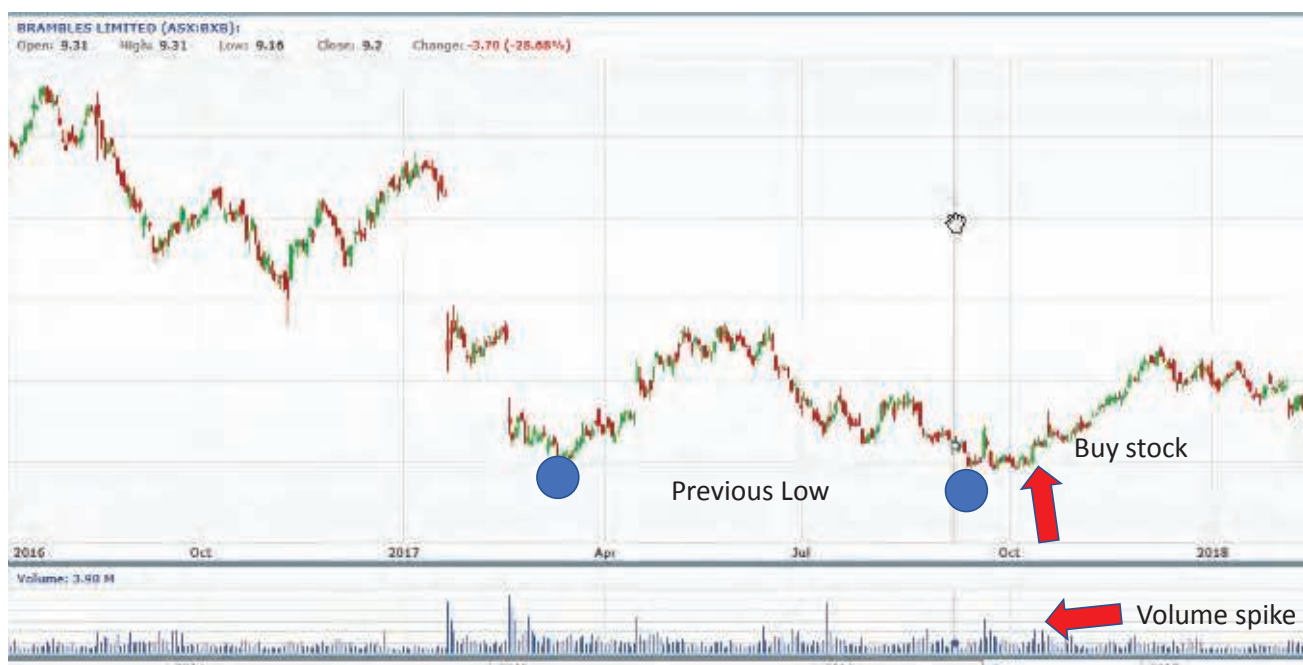 BRAMBLES LIMITED (ASX:BXB):
Open: 9.31 High: 9.31 Low: 9.16 Close: 9.2 Change: -3.70 (-28.68%)
Buy stock
Previous Low
2016 Oct 2017 Apr Jul Oct 2018
Volume: 3.90 M
Volume spike